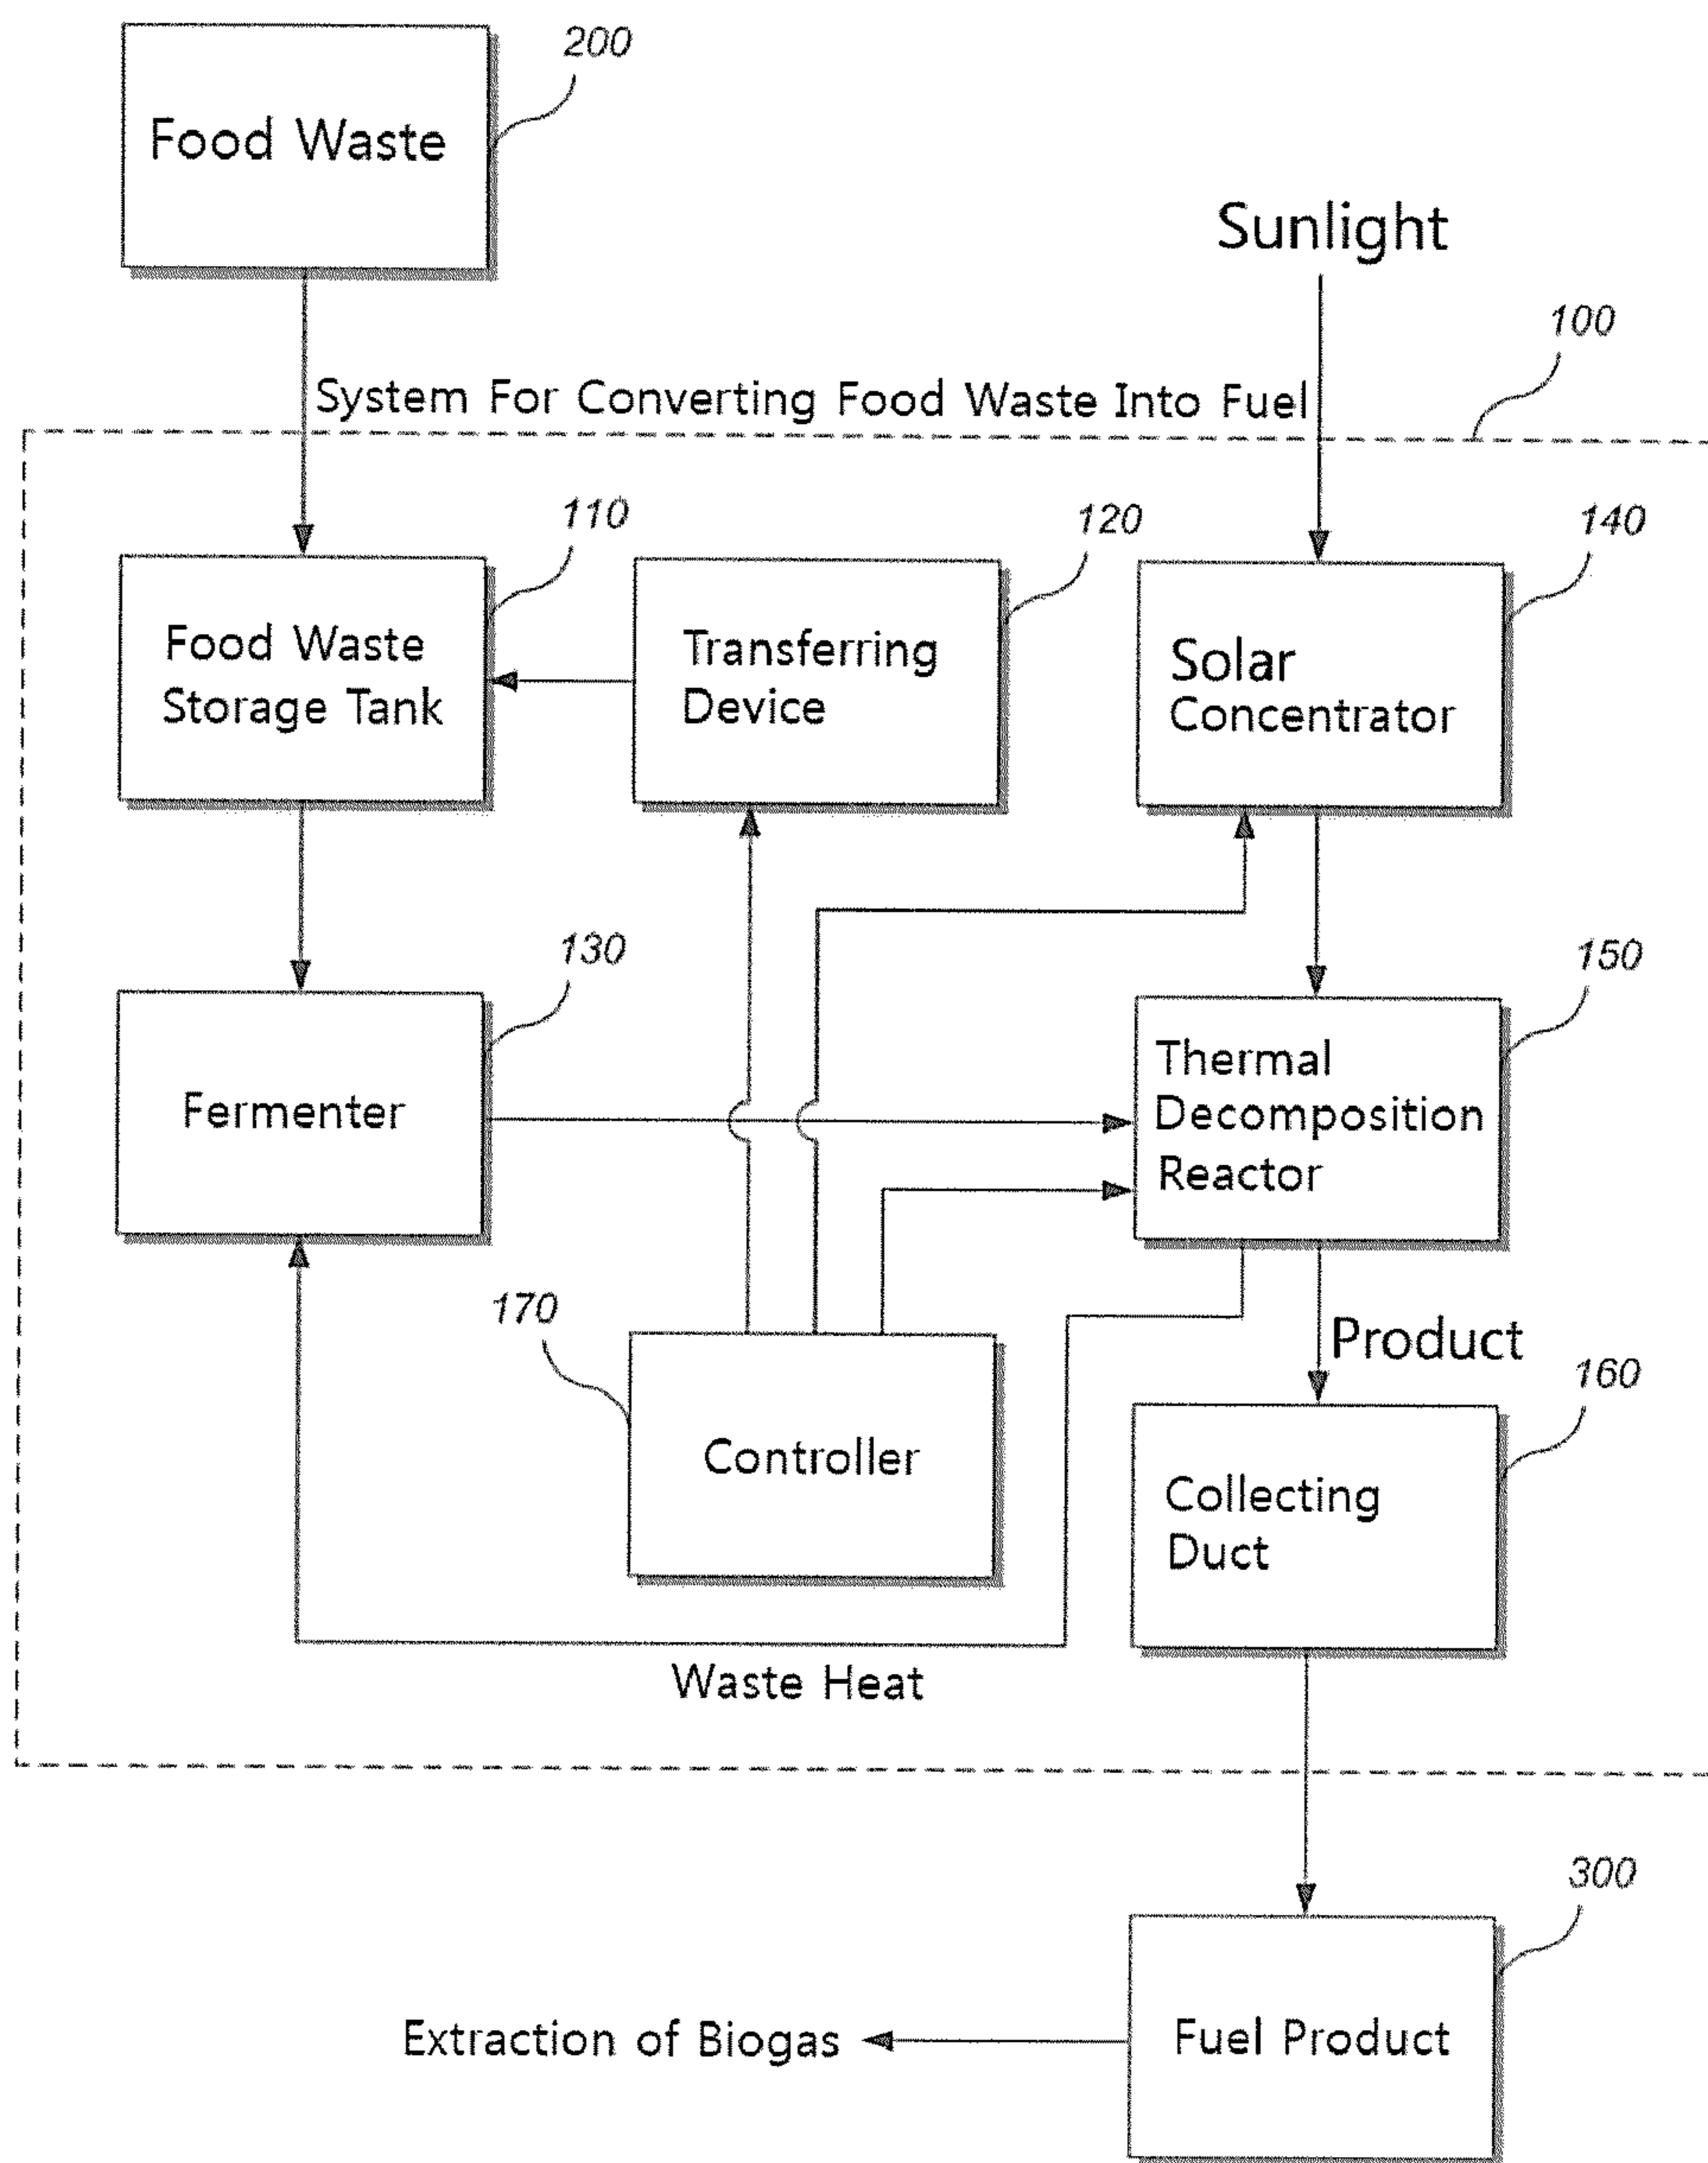 200
Food Waste
Sunlight
100
System For Converting Food Waste Into Fuel
110
120
140
Food Waste
Storage Tank
Transferring
Device
Solar
Concentrator
130
150
Fermenter
Thermal
Decomposition
Reactor
170
Product
160
Controller
Collecting
Duct
Waste Heat
300
Extraction of Biogas
Fuel Product